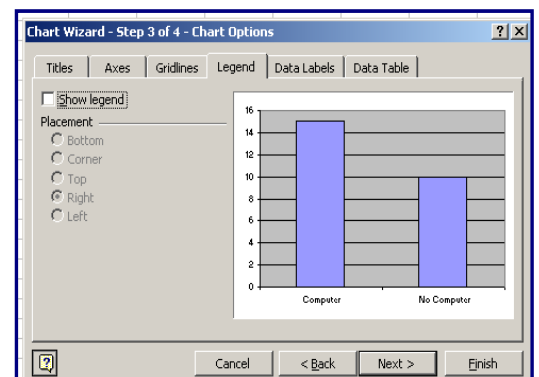 Chart Wizard - Step 3 of 4 - Chart Options
Titles Axes Gridlines Legend Data Labels Data Table
Show legend
Placement
Bottom
Corner
Top
Right
Left
16
14
12
10
8
6
4
2
0
Computer No Computer
Cancel < Back Next > Finish